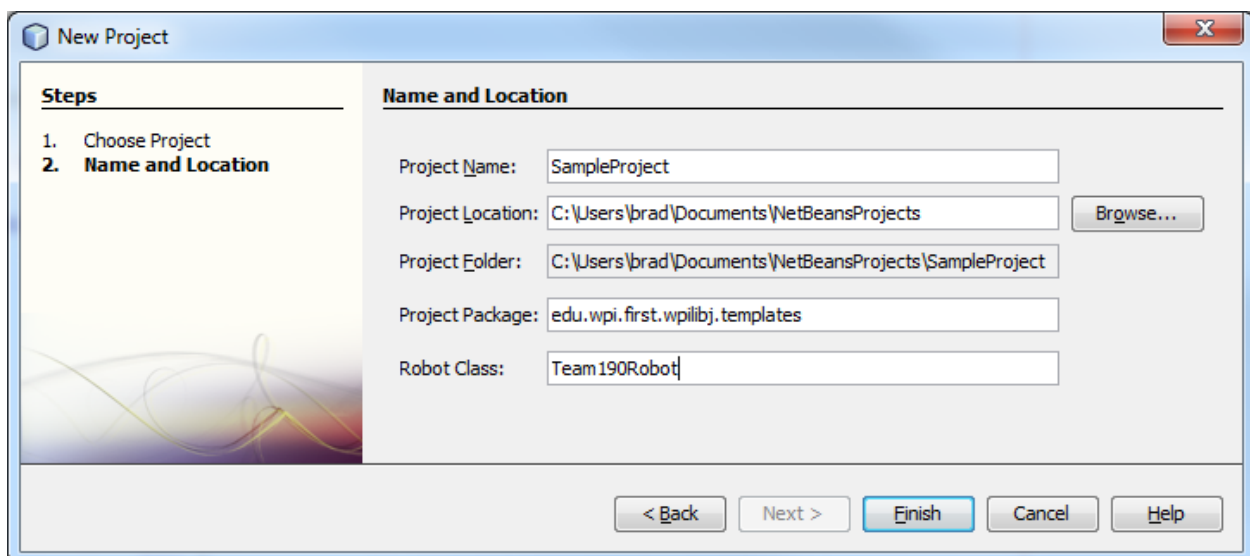 New Project
Steps
1. Choose Project
2. Name and Location
Name and Location
Project Name: SampleProject
Project Location: C:\Users\brad\Documents\NetBeansProjects Browse...
Project Folder: C:\Users\brad\Documents\NetBeansProjects\SampleProject
Project Package: edu.wpi.first.wpilibj.templates
Robot Class: Team190Robot
< Back Next > Finish Cancel Help